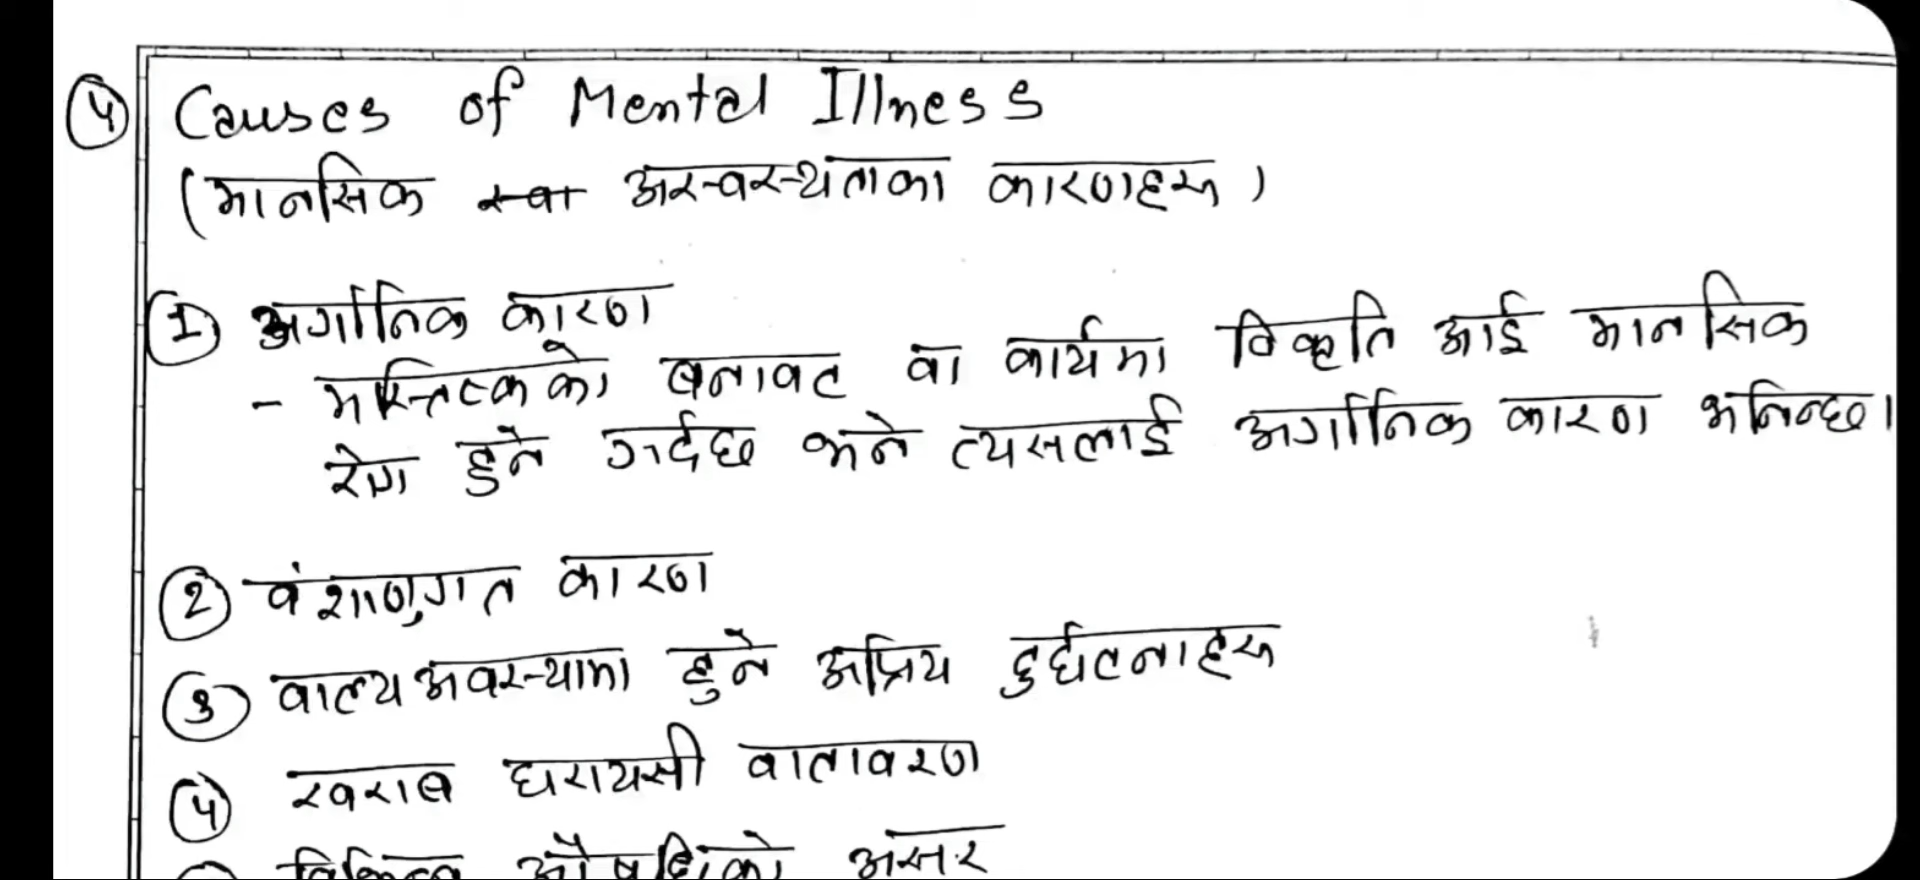 ④ Causes of Mental Illness
(मानसिक स्वा अस्वस्थताका कारणहरू)
① अर्गानिक कारण
- मस्तिष्कको बनावट वा कार्यमा विकृति आई मानसिक
रोग हुने गर्दछ भने त्यसलाई अर्गानिक कारण भनिन्छ।
② वंशाणुगत कारण
③ वाल्यअवस्थामा हुने अप्रिय दुर्घटनाहरू
④ खराब घरायसी वातावरण
विभिन्न औषधिको असर